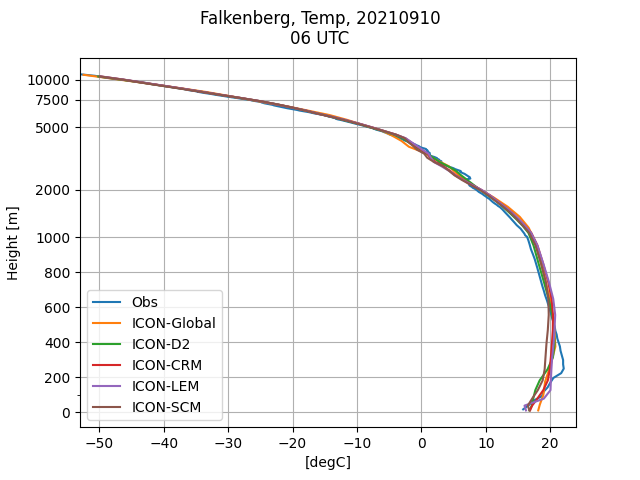 Falkenberg, Temp, 20210910
06 UTC
10000
7500
5000
2000
1000
800
600
400
200
0
Height [m]
Obs
ICON-Global
ICON-D2
ICON-CRM
ICON-LEM
ICON-SCM
−50
−40
−30
−20
−10
0
10
20
[degC]